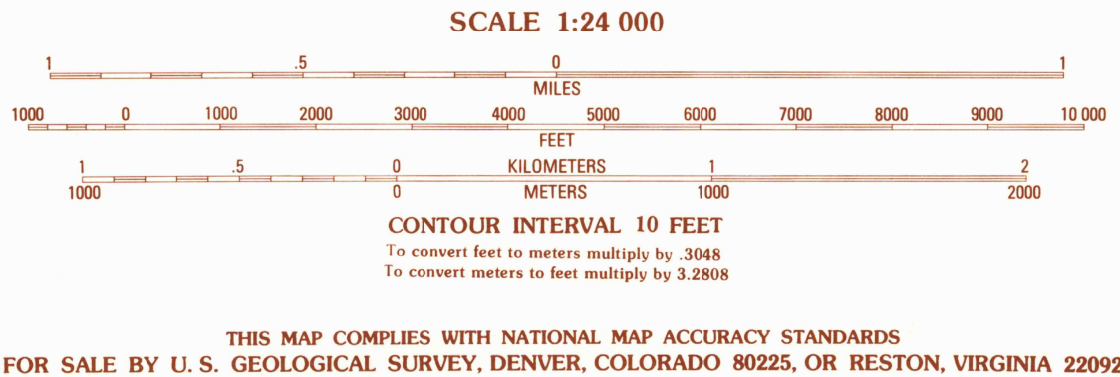 SCALE 1:24 000
1 .5 0 1
MILES
1000 0 1000 2000 3000 4000 5000 6000 7000 8000 9000 10 000
FEET
1 .5 0 KILOMETERS 1 2
1000 0 METERS 1000 2000
CONTOUR INTERVAL 10 FEET
To convert feet to meters multiply by .3048
To convert meters to feet multiply by 3.2808
THIS MAP COMPLIES WITH NATIONAL MAP ACCURACY STANDARDS
FOR SALE BY U. S. GEOLOGICAL SURVEY, DENVER, COLORADO 80225, OR RESTON, VIRGINIA 22092